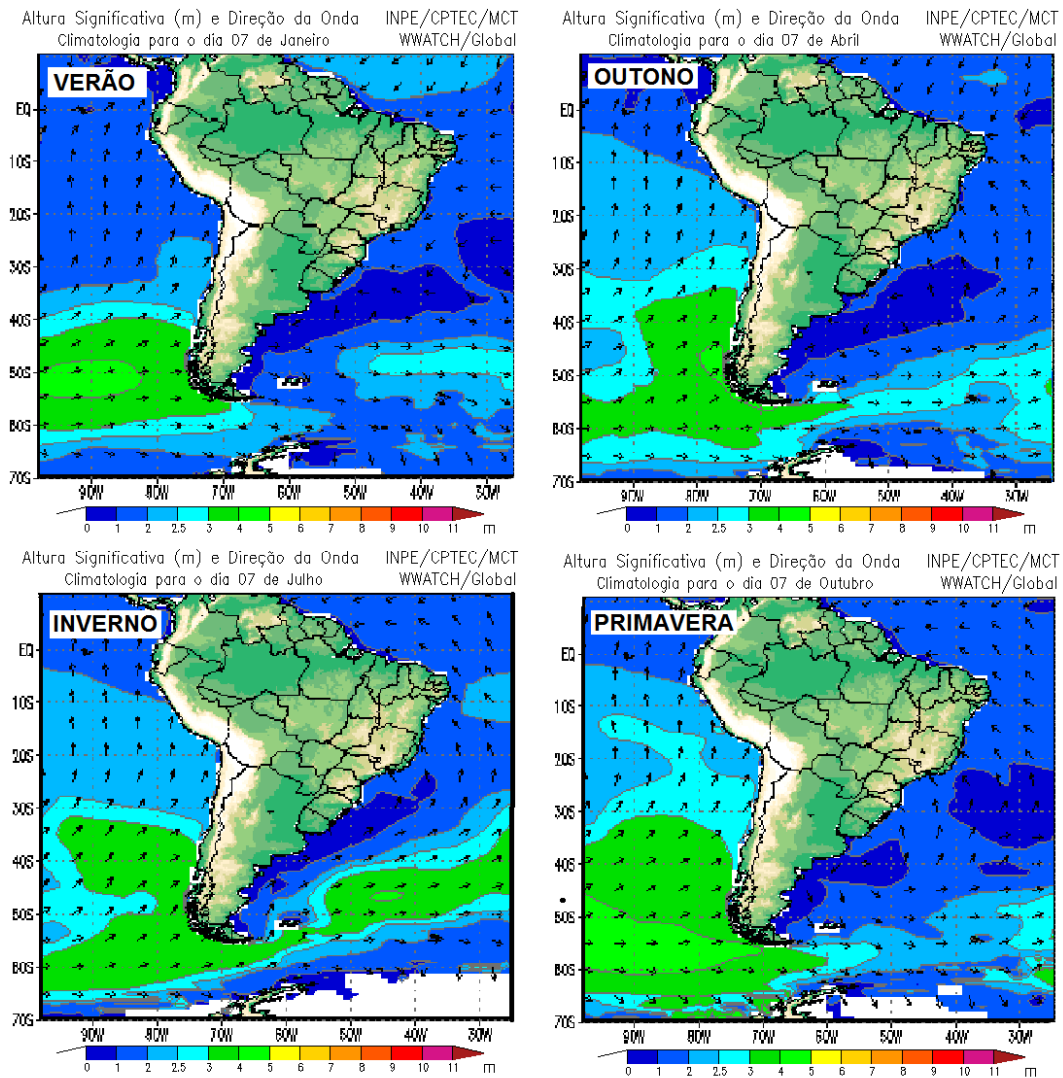 Altura Significativa (m) e Direção da Onda INPE/CPTEC/MCT
Climatologia para o dia 07 de Janeiro WWATCH/Global
VERÃO
EQ
10S
20S
30S
40S
50S
60S
70S
90W 80W 70W 60W 50W 40W 30W
0 1 2 2.5 3 4 5 6 7 8 9 10 11 m
Altura Significativa (m) e Direção da Onda INPE/CPTEC/MCT
Climatologia para o dia 07 de Abril WWATCH/Global
OUTONO
EQ
10S
20S
30S
40S
50S
60S
70S
90W 80W 70W 60W 50W 40W 30W
0 1 2 2.5 3 4 5 6 7 8 9 10 11 m
Altura Significativa (m) e Direção da Onda INPE/CPTEC/MCT
Climatologia para o dia 07 de Julho WWATCH/Global
INVERNO
EQ
10S
20S
30S
40S
50S
60S
70S
90W 80W 70W 60W 50W 40W 30W
0 1 2 2.5 3 4 5 6 7 8 9 10 11 m
Altura Significativa (m) e Direção da Onda INPE/CPTEC/MCT
Climatologia para o dia 07 de Outubro WWATCH/Global
PRIMAVERA
EQ
10S
20S
30S
40S
50S
60S
70S
90W 80W 70W 60W 50W 40W 30W
0 1 2 2.5 3 4 5 6 7 8 9 10 11 m